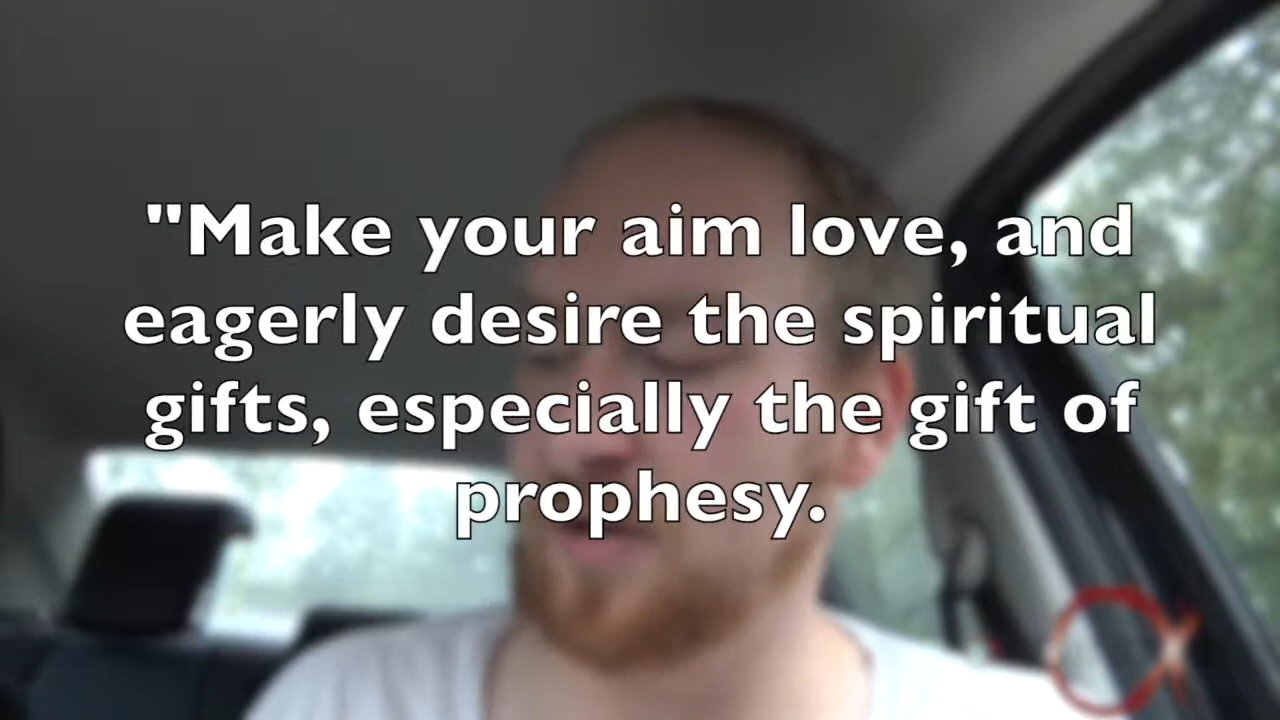 "Make your aim love, and
eagerly desire the spiritual
gifts, especially the gift of
prophesy.